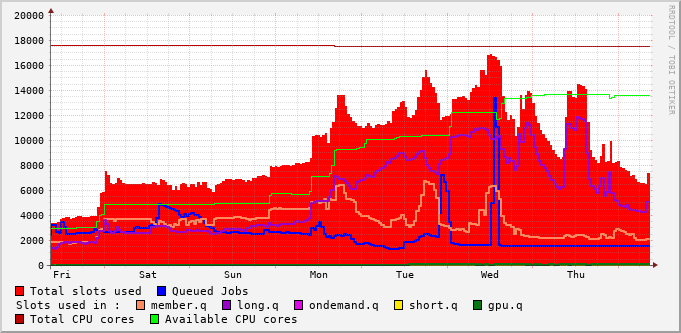 20000
18000
16000
14000
12000
10000
8000
6000
4000
2000
0
Fri Sat Sun Mon Tue Wed Thu
RRDTOOL / TOBI OETIKER
Total slots used Queued Jobs
Slots used in : member.q long.q ondemand.q short.q gpu.q
Total CPU cores Available CPU cores